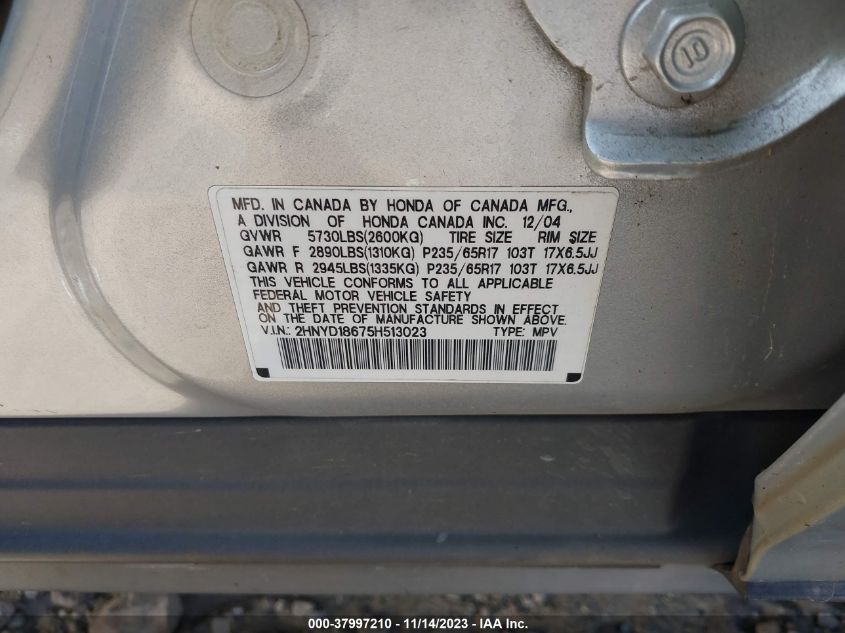 10
MFD. IN CANADA BY HONDA OF CANADA MFG.,
A DIVISION OF HONDA CANADA INC. 12/04
GVWR 5730LBS(2600KG) TIRE SIZE RIM SIZE
GAWR F 2890LBS(1310KG) P235/65R17 103T 17X6.5JJ
GAWR R 2945LBS(1335KG) P235/65R17 103T 17X6.5JJ
THIS VEHICLE CONFORMS TO ALL APPLICABLE
FEDERAL MOTOR VEHICLE SAFETY
AND THEFT PREVENTION STANDARDS IN EFFECT
ON THE DATE OF MANUFACTURE SHOWN ABOVE.
V.I.N.: 2HNYD18675H513023 TYPE: MPV
000-37997210 - 11/14/2023 - IAA Inc.